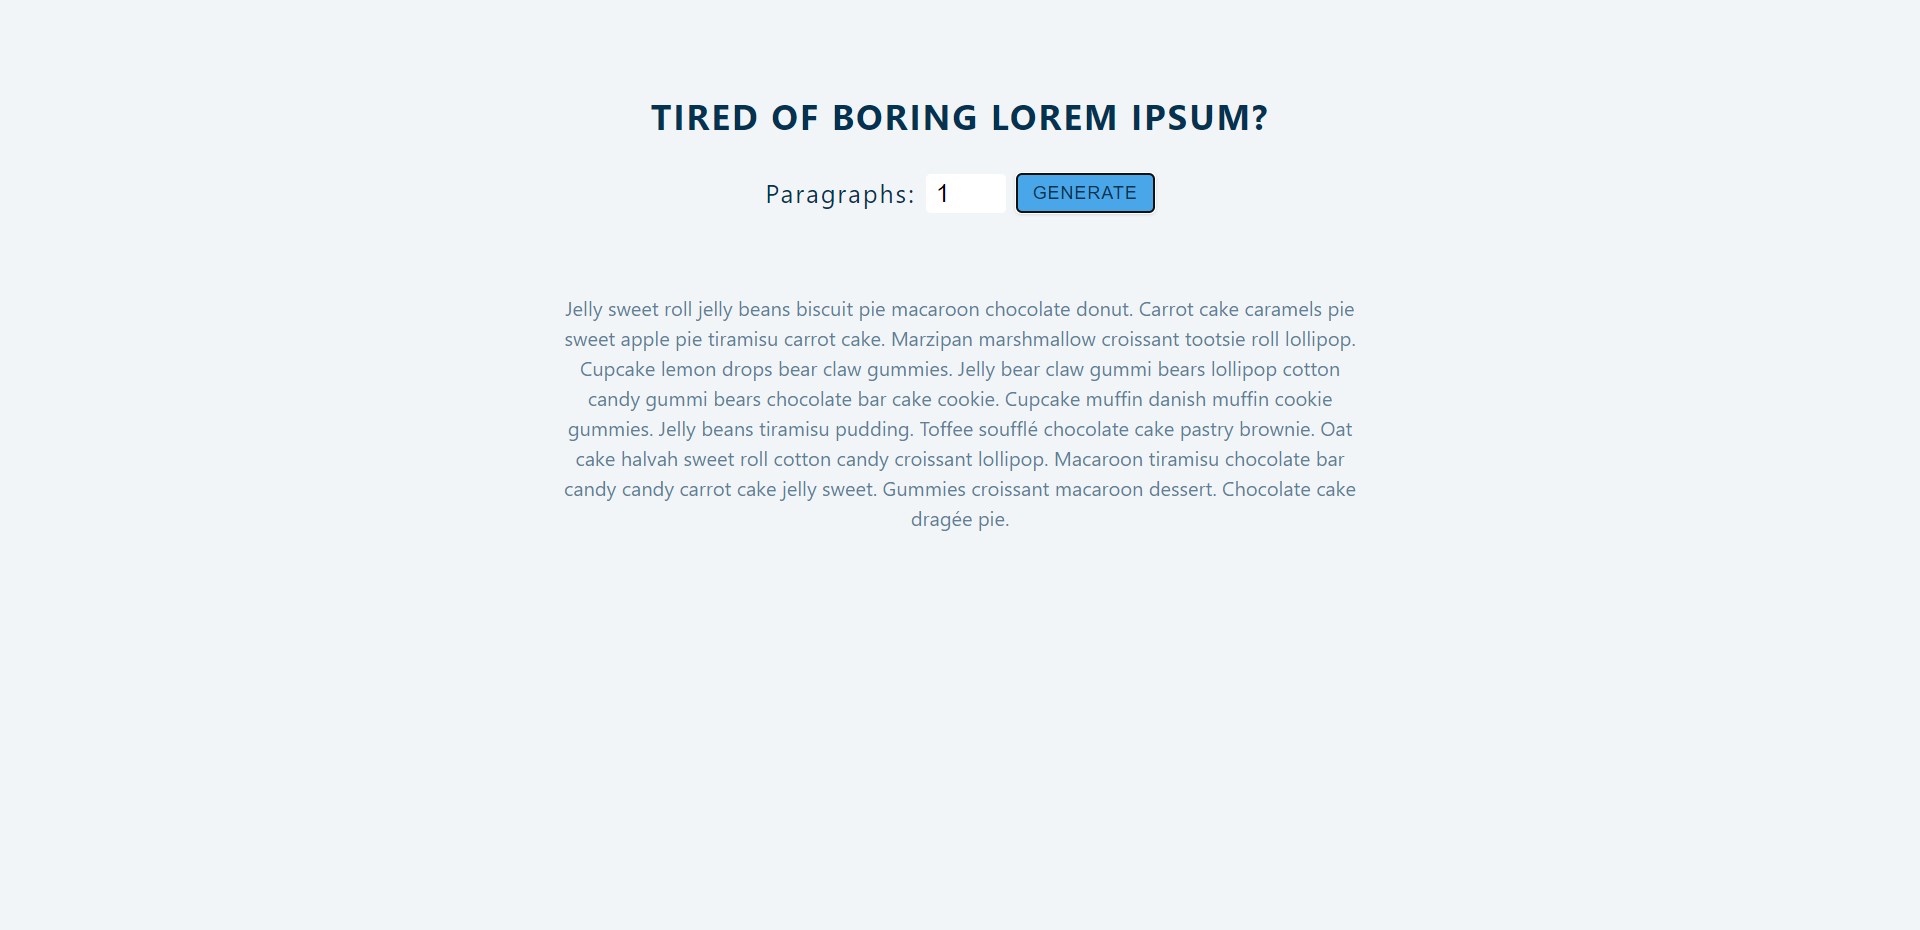 TIRED OF BORING LOREM IPSUM?
Paragraphs: 1 GENERATE
Jelly sweet roll jelly beans biscuit pie macaroon chocolate donut. Carrot cake caramels pie
sweet apple pie tiramisu carrot cake. Marzipan marshmallow croissant tootsie roll lollipop.
Cupcake lemon drops bear claw gummies. Jelly bear claw gummi bears lollipop cotton
candy gummi bears chocolate bar cake cookie. Cupcake muffin danish muffin cookie
gummies. Jelly beans tiramisu pudding. Toffee soufflé chocolate cake pastry brownie. Oat
cake halvah sweet roll cotton candy croissant lollipop. Macaroon tiramisu chocolate bar
candy candy carrot cake jelly sweet. Gummies croissant macaroon dessert. Chocolate cake
dragée pie.